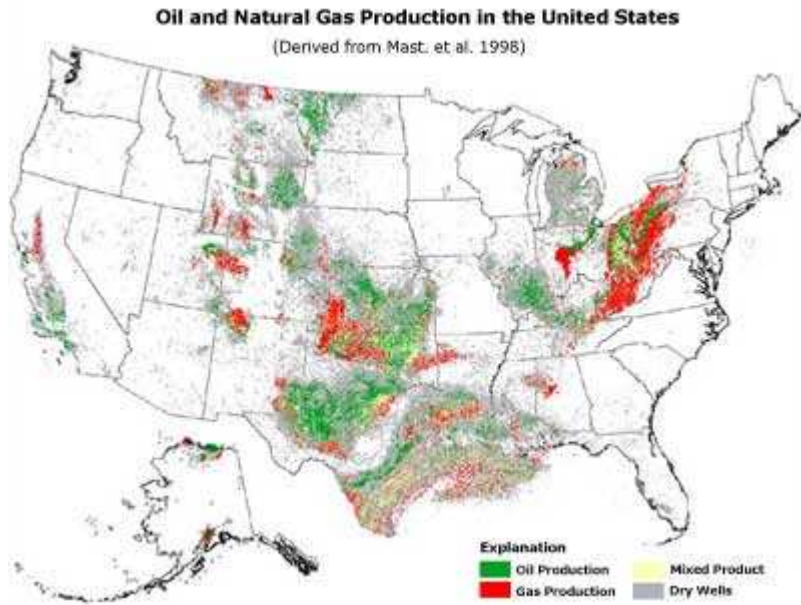 Oil and Natural Gas Production in the United States
(Derived from Mast. et al. 1998)
Explanation
Oil Production
Mixed Product
Gas Production
Dry Wells